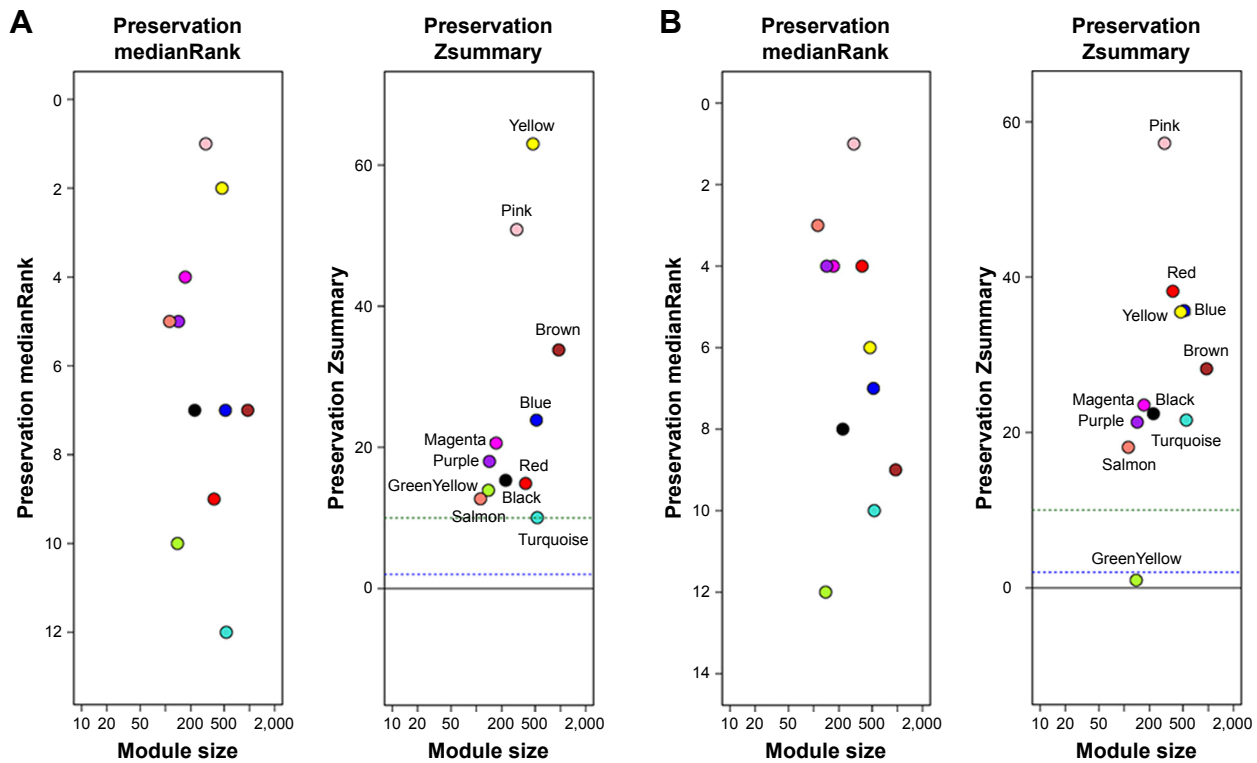 A
Preservation
medianRank
Preservation medianRank
0
2
4
6
8
10
12
10 20 50 200 500 2,000
Module size
Preservation
Zsummary
Preservation Zsummary
60
40
20
0
Yellow
Pink
Brown
Blue
Magenta
Purple
Red
GreenYellow
Black
Salmon
Turquoise
10 20 50 200 500 2,000
Module size
B
Preservation
medianRank
Preservation medianRank
0
2
4
6
8
10
12
14
10 20 50 200 500 2,000
Module size
Preservation
Zsummary
Preservation Zsummary
60
40
20
0
Pink
Red
Yellow
Blue
Brown
Magenta
Black
Purple
Turquoise
Salmon
GreenYellow
10 20 50 200 500 2,000
Module size